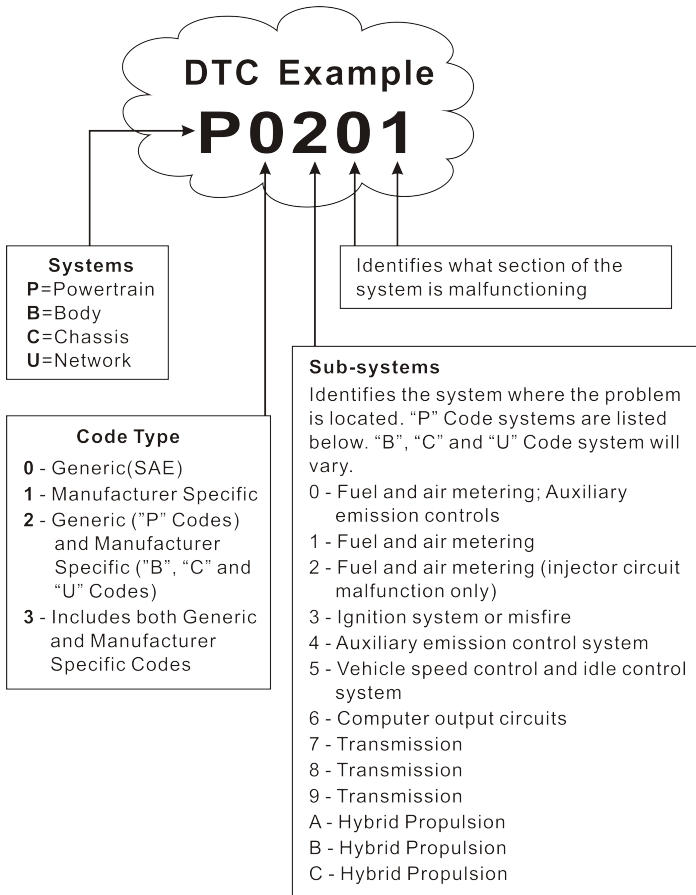 DTC Example
P0201
Systems
P=Powertrain
B=Body
C=Chassis
U=Network
Identifies what section of the
system is malfunctioning
Code Type
0 - Generic(SAE)
1 - Manufacturer Specific
2 - Generic ("P" Codes)
and Manufacturer
Specific ("B", “C” and
“U” Codes)
3 - Includes both Generic
and Manufacturer
Specific Codes
Sub-systems
Identifies the system where the problem
is located. “P” Code systems are listed
below. “B”, “C” and “U” Code system will
vary.
0 - Fuel and air metering; Auxiliary
emission controls
1 - Fuel and air metering
2 - Fuel and air metering (injector circuit
malfunction only)
3 - Ignition system or misfire
4 - Auxiliary emission control system
5 - Vehicle speed control and idle control
system
6 - Computer output circuits
7 - Transmission
8 - Transmission
9 - Transmission
A - Hybrid Propulsion
B - Hybrid Propulsion
C - Hybrid Propulsion